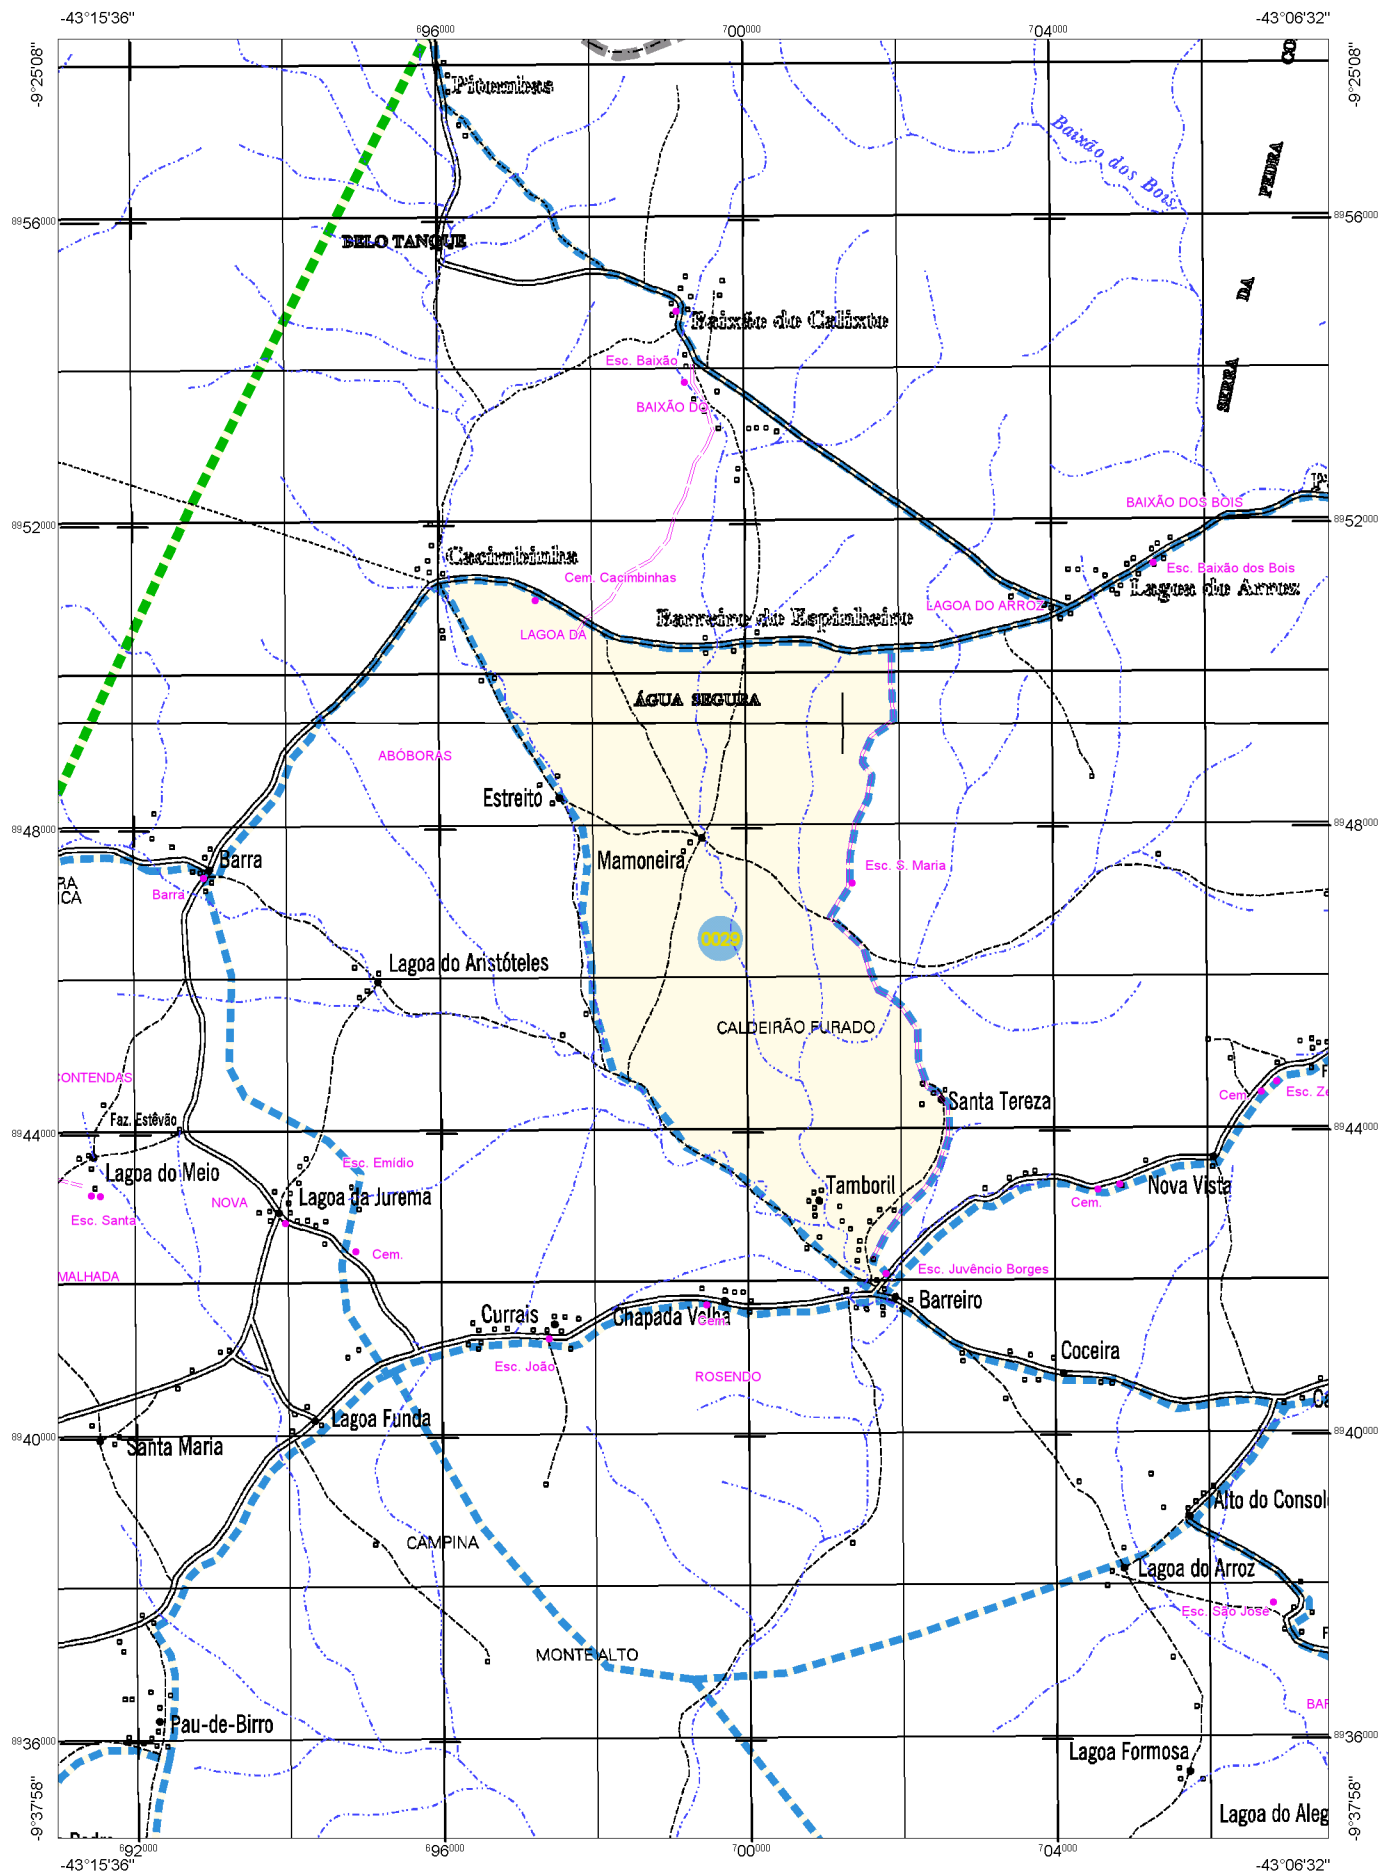 -43°15'36"
696000
700000
704000
-43°06'32"
-9°25'08"
-9°25'08"
CO
Baixão dos Bois
PEDRA
8956000
8956000
BELO TANQUE
DA
Baixão do Calixto
Esc. Baixão
SERRA
BAIXÃO DO
BAIXÃO DOS BOIS
8952000
8952000
Cacimbinha
Cem. Cacimbinhas
Esc. Baixão dos Bois
Lagoa do Arroz
LAGOA DO ARROZ
Barreiro do Espinheiro
LAGOA DA
ÁGUA SEGURA
ABÓBORAS
Estreito
8948000
8948000
Mamoneira
Barra
Esc. S. Maria
RA
ICA
Barra
0029
Lagoa do Aristóteles
CALDEIRÃO FURADO
CONTENDAS
Cem.
Esc. Ze
Santa Tereza
Faz. Estêvão
8944000
8944000
Esc. Emídio
Lagoa do Meio
Tamboril
Nova Vista
NOVA
Lagoa da Jurema
Cem.
Esc. Santa
Cem.
Esc. Juvêncio Borges
MALHADA
Barreiro
Currais
Chapada Velha
Cem.
Coceira
Esc. João
ROSENDO
Ca
Lagoa Funda
Santa Maria
8940000
8940000
Alto do Consol
CAMPINA
Lagoa do Arroz
Esc. São José
MONTE ALTO
BAR
Pau-de-Birro
8936000
8936000
Lagoa Formosa
Lagoa do Aleg
-9°37'58"
-9°37'58"
692000
696000
700000
704000
-43°15'36"
-43°06'32"